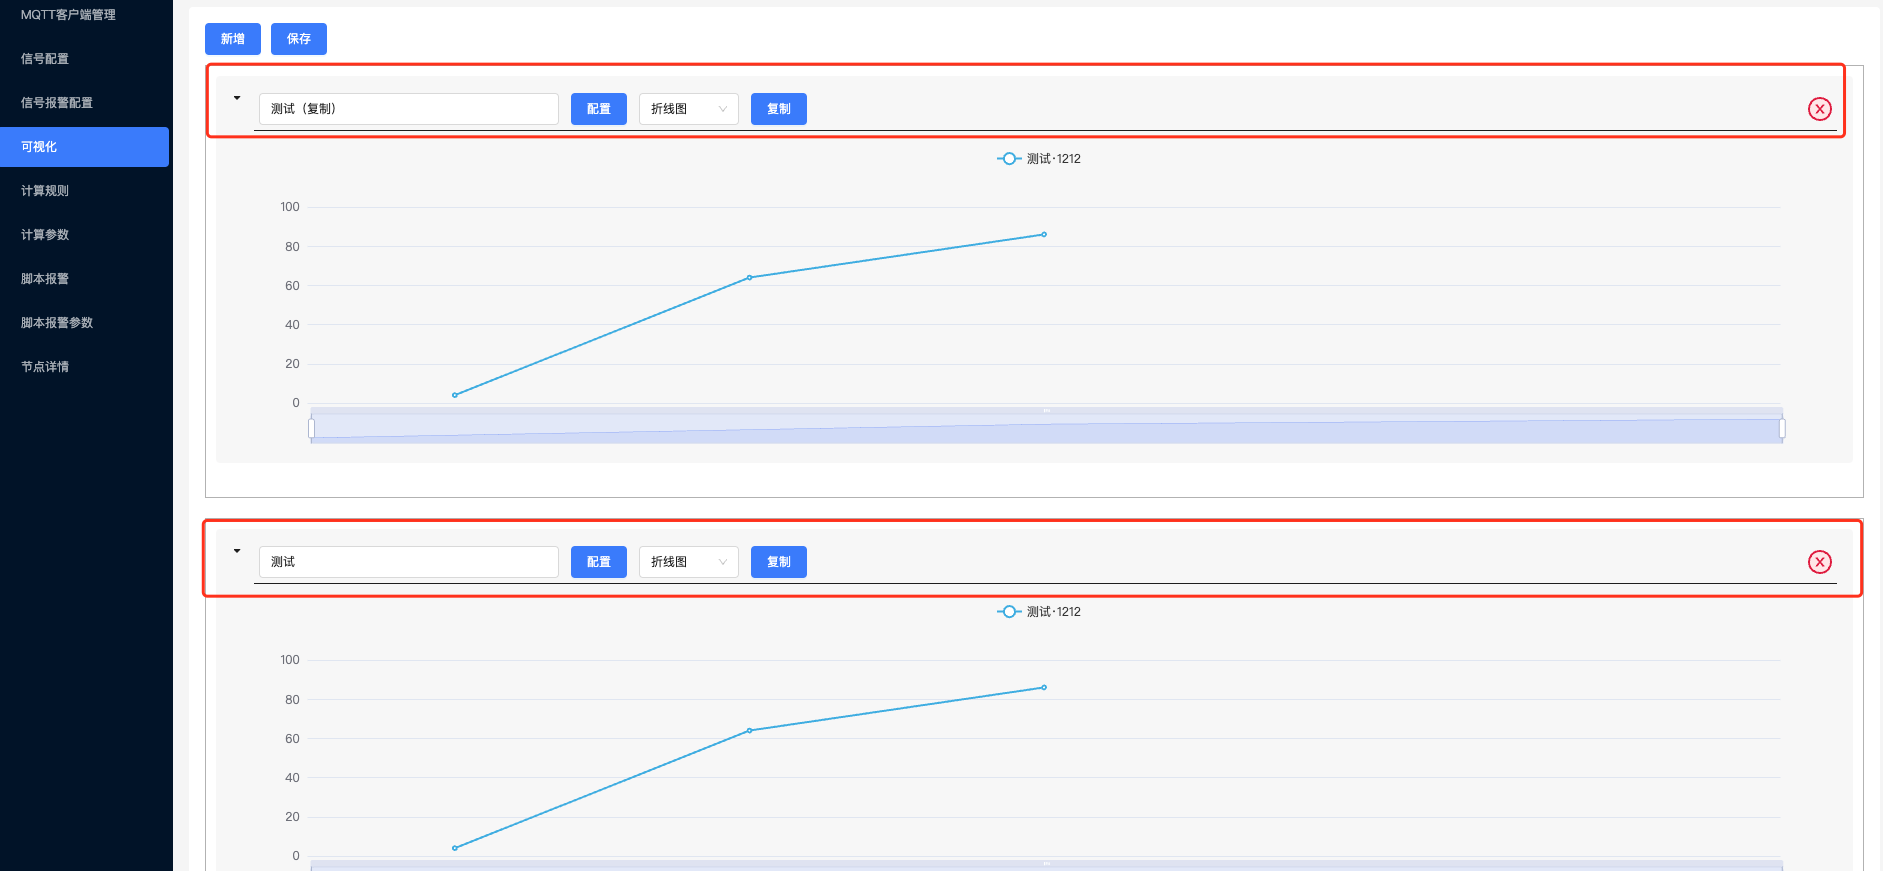 MQTT客户端管理
信号配置
信号报警配置
可视化
计算规则
计算参数
脚本报警
脚本报警参数
节点详情
新增 保存
测试（复制） 配置 折线图 复制
测试·1212
100
80
60
40
20
0
测试 配置 折线图 复制
测试·1212
100
80
60
40
20
0